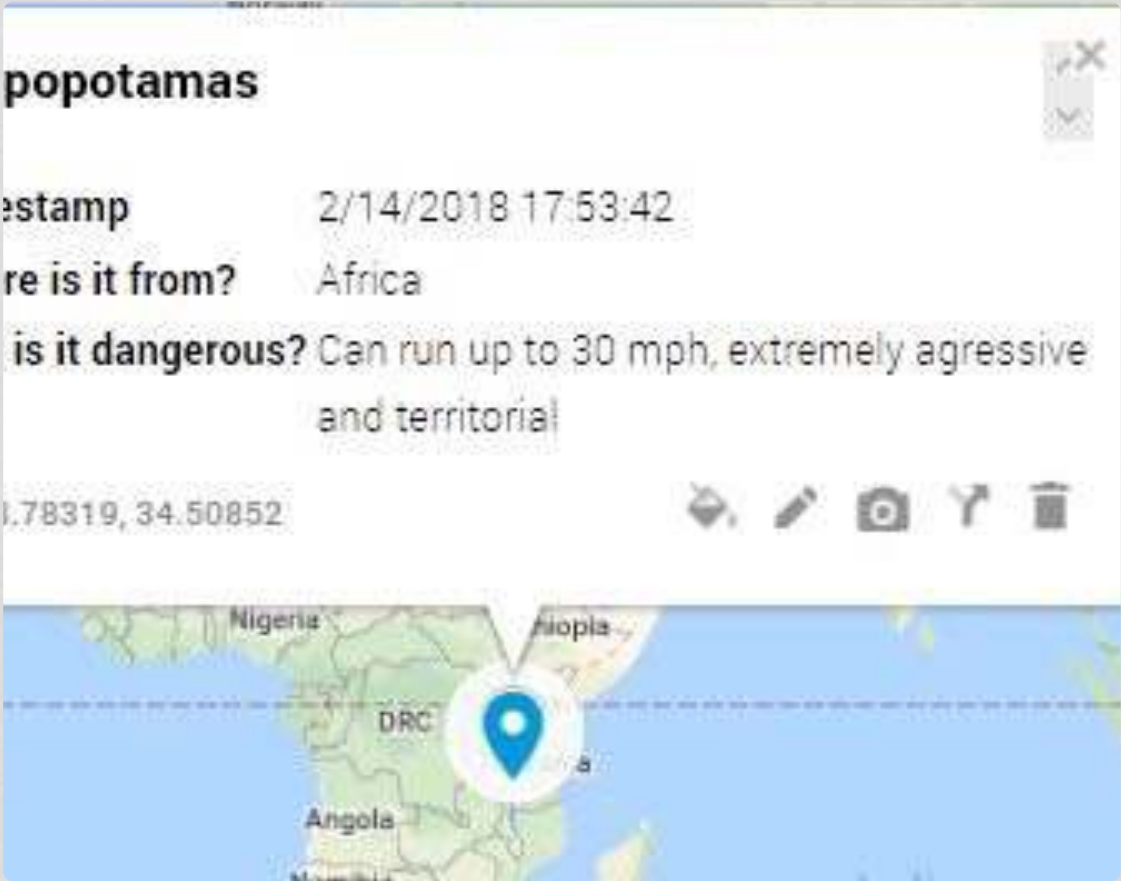 popotamas
estamp 2/14/2018 17:53:42
re is it from? Africa
is it dangerous? Can run up to 30 mph, extremely agressive
and territorial
.78319, 34.50852
Nigeria
hiopia
DRC
a
Angola